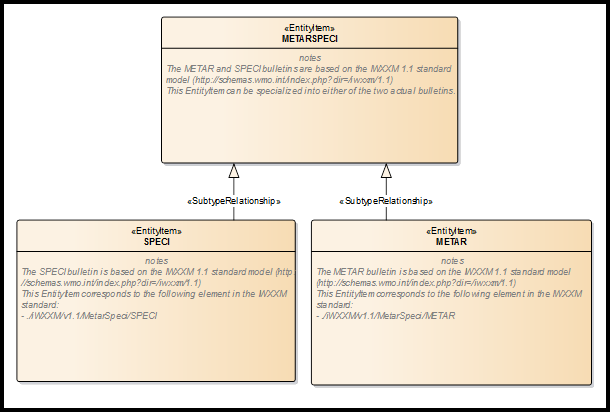 «EntityItem»
METARSPECI
notes
The METAR and SPECI bulletins are based on the IWXXM 1.1 standard
model (http://schemas.wmo.int/index.php?dir=/iwxxm/1.1)
This EntityItem can be specialized into either of the two actual bulletins.
«SubtypeRelationship»
«SubtypeRelationship»
«EntityItem»
SPECI
notes
The SPECI bulletin is based on the IWXXM 1.1 standard model (http:
//schemas.wmo.int/index.php?dir=/iwxxm/1.1)
This EntityItem corresponds to the following element in the IWXXM
standard:
- ./IWXXM/v1.1/MetarSpeci/SPECI
«EntityItem»
METAR
notes
The METAR bulletin is based on the IWXXM 1.1 standard model
(http://schemas.wmo.int/index.php?dir=/iwxxm/1.1)
This EntityItem corresponds to the following element in the IWXXM
standard:
- ./IWXXM/v1.1/MetarSpeci/METAR